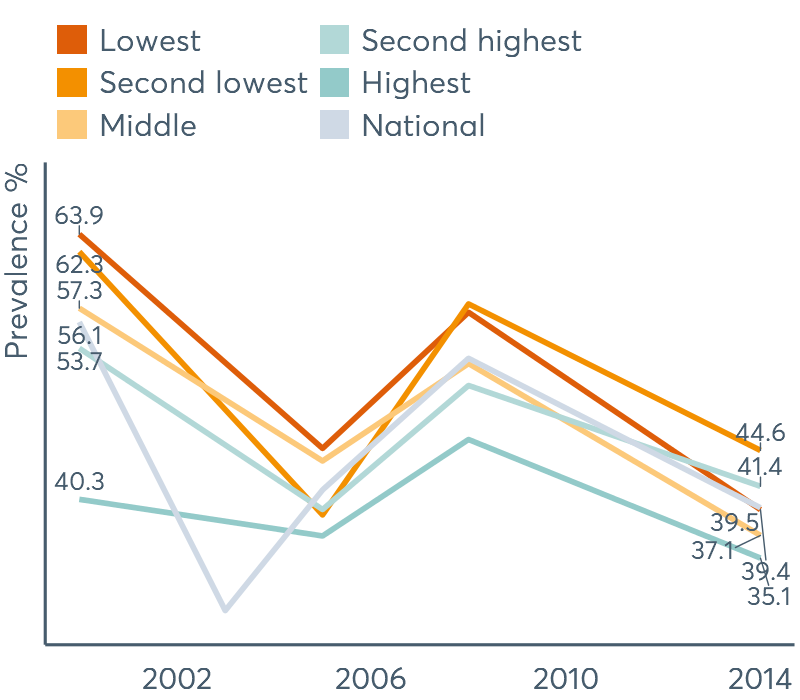 Lowest
Second lowest
Middle
Second highest
Highest
National
Prevalence %
63.9
62.3
57.3
56.1
53.7
40.3
44.6
41.4
39.5
37.1
39.4
35.1
2002
2006
2010
2014